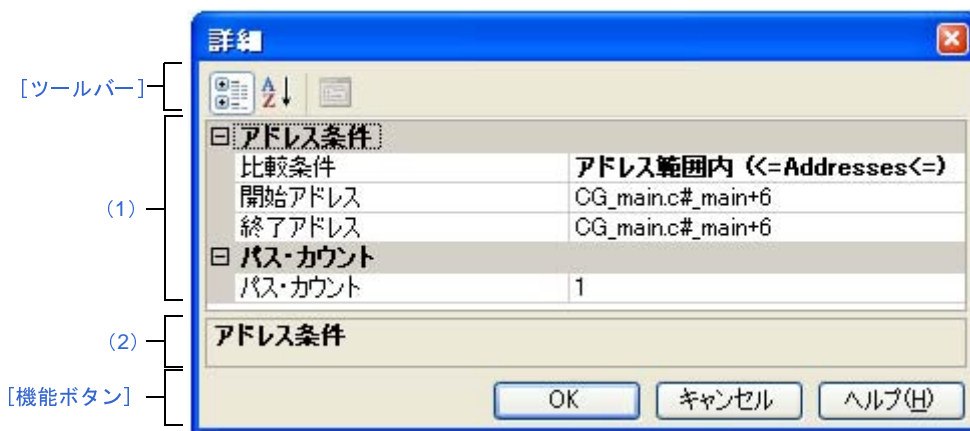 詳細
[ツールバー]
A
Z
(1)
アドレス条件
比較条件 アドレス範囲内 (<=Addresses<=)
開始アドレス CG_main.c#_main+6
終了アドレス CG_main.c#_main+6
パス・カウント
パス・カウント 1
(2)
アドレス条件
[機能ボタン]
OK キャンセル ヘルプ(H)